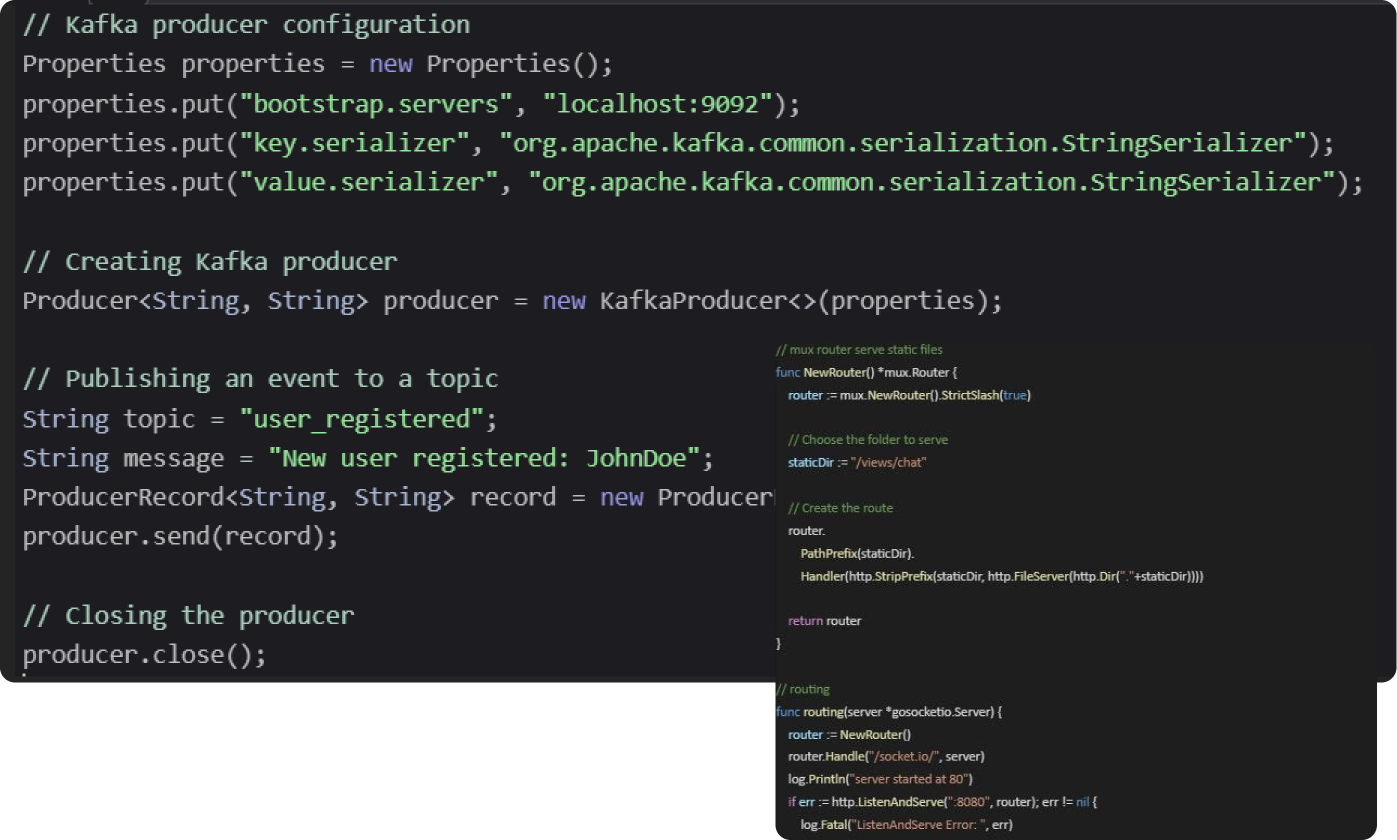 // Kafka producer configuration
Properties properties = new Properties();
properties.put("bootstrap.servers", "localhost:9092");
properties.put("key.serializer", "org.apache.kafka.common.serialization.StringSerializer");
properties.put("value.serializer", "org.apache.kafka.common.serialization.StringSerializer");

// Creating Kafka producer
Producer<String, String> producer = new KafkaProducer<>(properties);

// Publishing an event to a topic
String topic = "user_registered";
String message = "New user registered: JohnDoe";
ProducerRecord<String, String> record = new Producer
producer.send(record);

// Closing the producer
producer.close();

// mux router serve static files
func NewRouter() *mux.Router {
router := mux.NewRouter().StrictSlash(true)

// Choose the folder to serve
staticDir := "/views/chat"

// Create the route
router.
PathPrefix(staticDir).
Handler(http.StripPrefix(staticDir, http.FileServer(http.Dir("."+staticDir))))

return router
}

// routing
func routing(server *gosocketio.Server) {
router := NewRouter()
router.Handle("/socket.io/", server)
log.Println("server started at 80")
if err := http.ListenAndServe(":8080", router); err != nil {
log.Fatal("ListenAndServe Error: ", err)